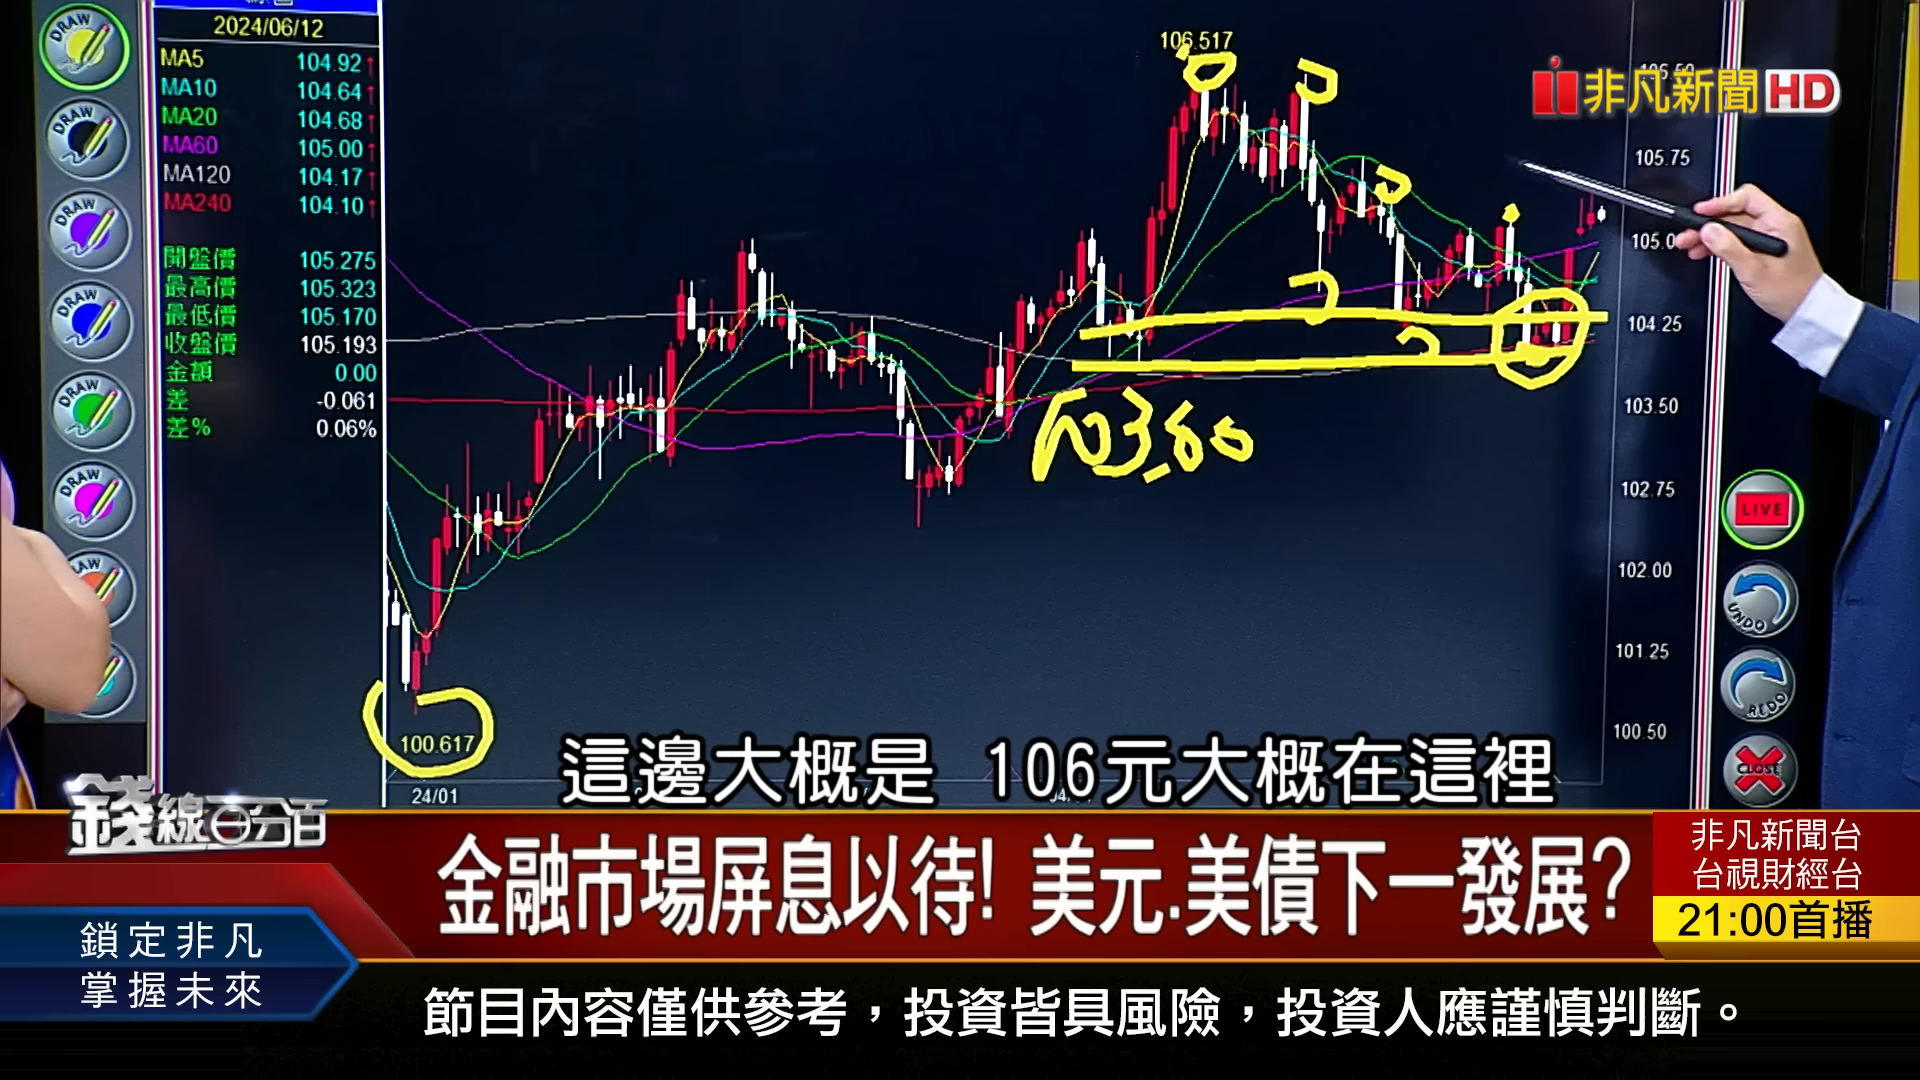 DRAW
DRAW
DRAW
DRAW
DRAW
DRAW
DRAW
2024/06/12
MA5 104.92↑
MA10 104.64↑
MA20 104.68↑
MA60 105.00↑
MA120 104.17↑
MA240 104.10↑
開盤價 105.275
最高價 105.323
最低價 105.170
收盤價 105.193
金額 0.00
差 -0.061
差% 0.06%
106.517
非凡新聞HD
105.75
104.25
103.50
102.75
102.00
101.25
100.50
103.80
100.617
24/01
LIVE
UNDO
REDO
CLOSE
這邊大概是 106元大概在這裡
錢線百分百
金融市場屏息以待! 美元.美債下一發展?
非凡新聞台
台視財經台
21:00首播
鎖定非凡
掌握未來
節目內容僅供參考，投資皆具風險，投資人應謹慎判斷。